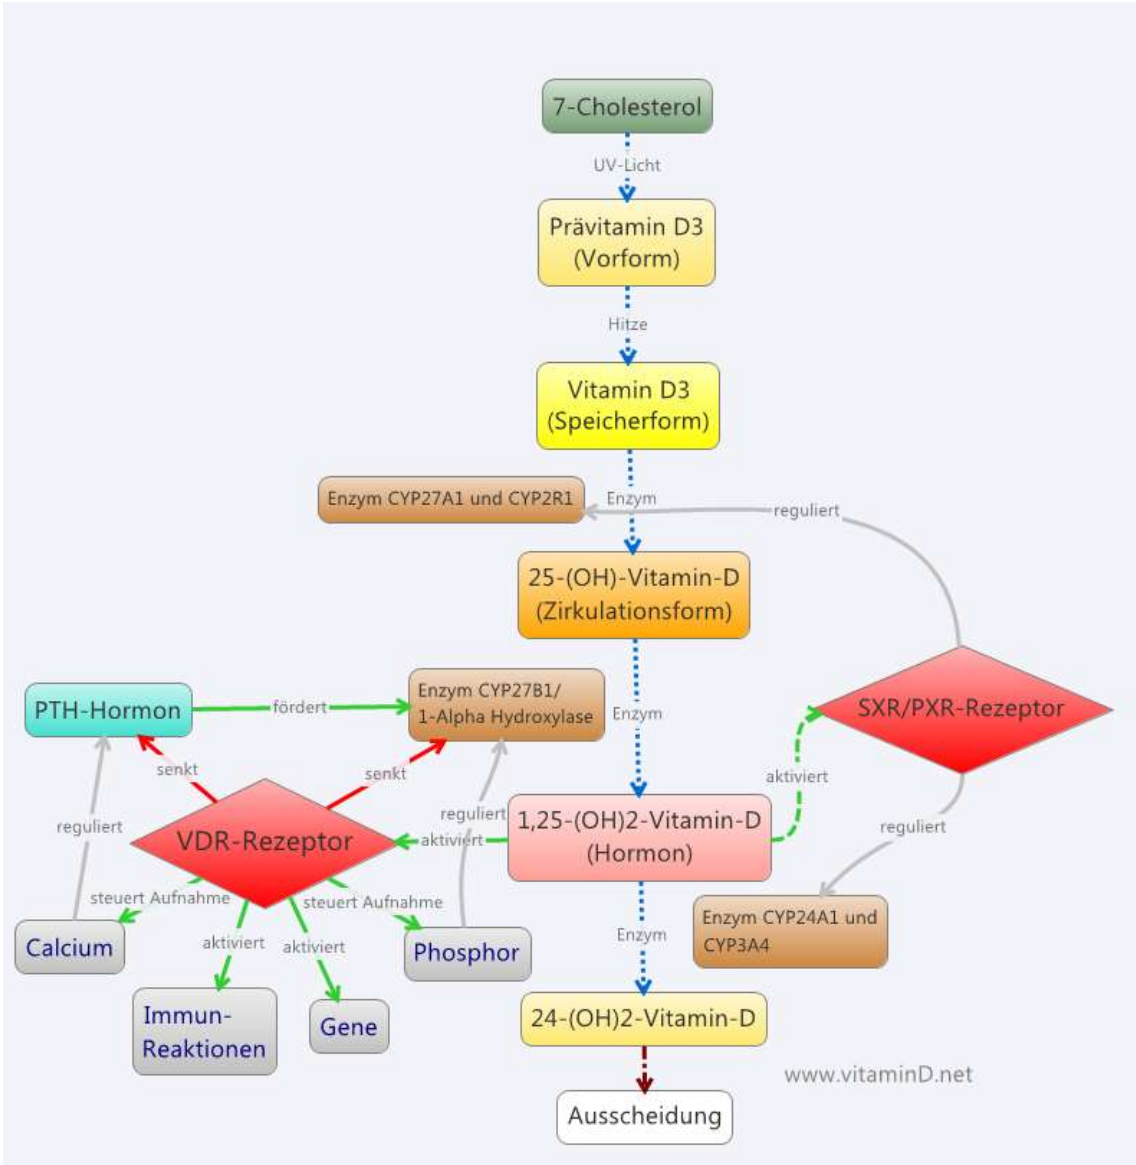 7-Cholesterol
UV-Licht
Prävitamin D3
(Vorform)
Hitze
Vitamin D3
(Speicherform)
Enzym CYP27A1 und CYP2R1
Enzym
reguliert
25-(OH)-Vitamin-D
(Zirkulationsform)
PTH-Hormon
fördert
Enzym CYP27B1/
1-Alpha Hydroxylase
Enzym
SXR/PXR-Rezeptor
senkt
senkt
aktiviert
reguliert
reguliert
VDR-Rezeptor
aktiviert
1,25-(OH)2-Vitamin-D
(Hormon)
reguliert
steuert Aufnahme
steuert Aufnahme
Calcium
aktiviert
aktiviert
Phosphor
Enzym
Enzym CYP24A1 und
CYP3A4
Immun-
Reaktionen
Gene
24-(OH)2-Vitamin-D
www.vitaminD.net
Ausscheidung